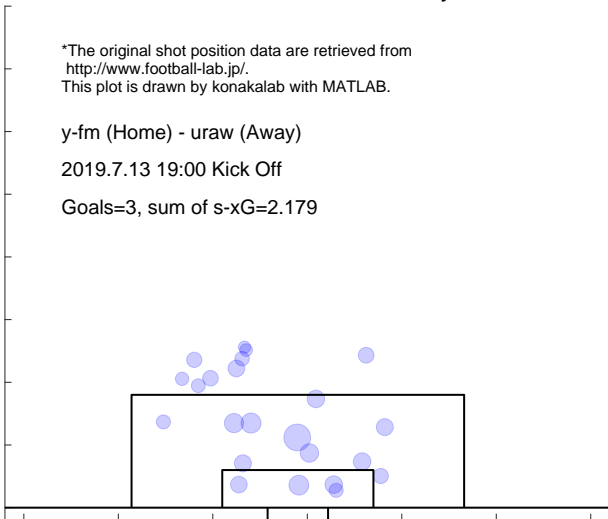 *The original shot position data are retrieved from
http://www.football-lab.jp/.
This plot is drawn by konakalab with MATLAB.
y-fm (Home) - uraw (Away)
2019.7.13 19:00 Kick Off
Goals=3, sum of s-xG=2.179